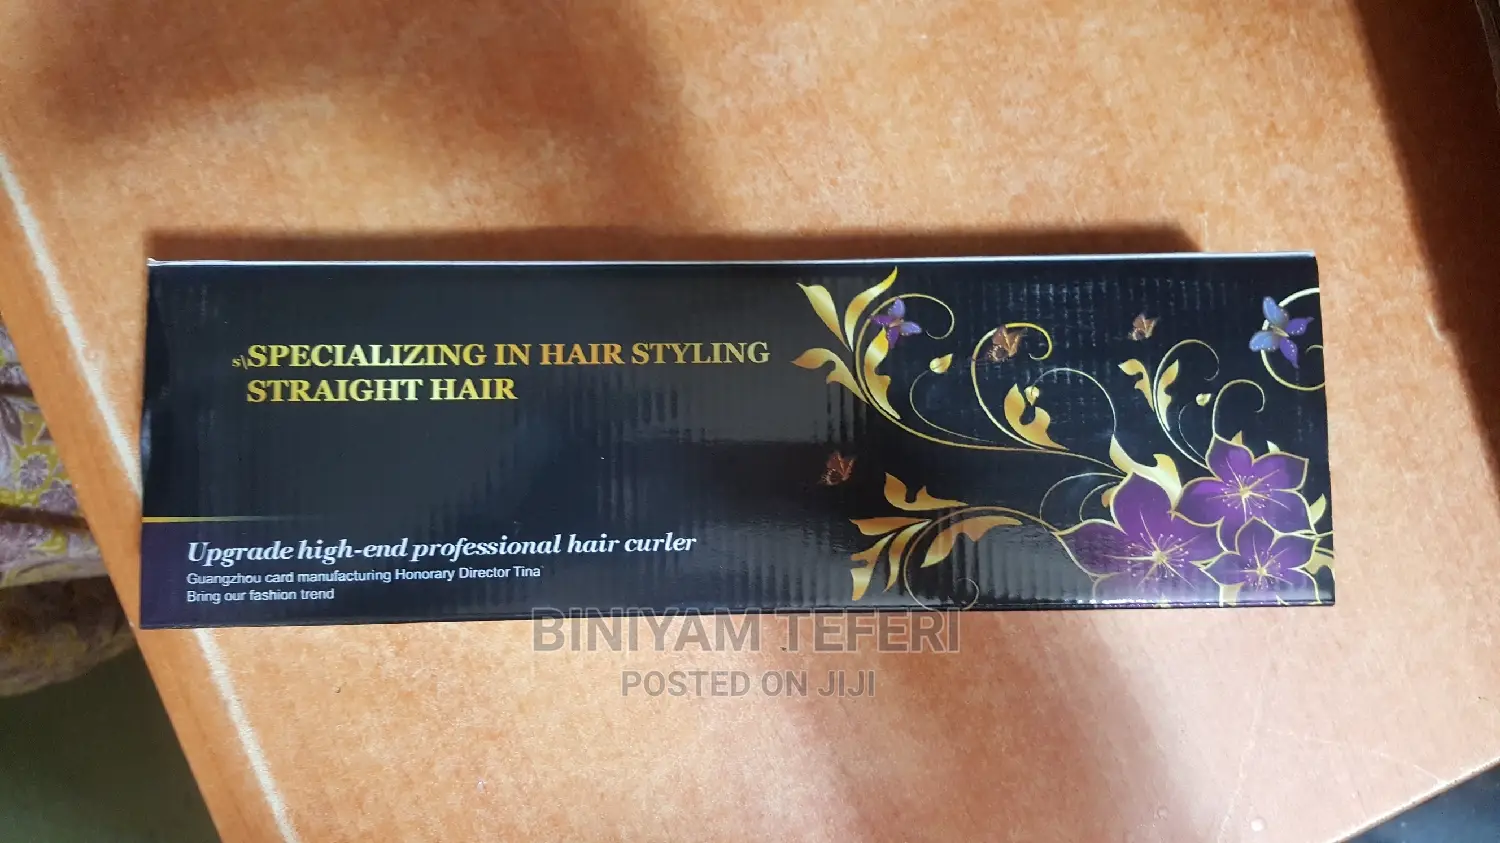 s\SPECIALIZING IN HAIR STYLING
STRAIGHT HAIR
Upgrade high-end professional hair curler
Guangzhou card manufacturing Honorary Director Tina
Bring our fashion trend
BINIYAM TEFERI
POSTED ON JIJI